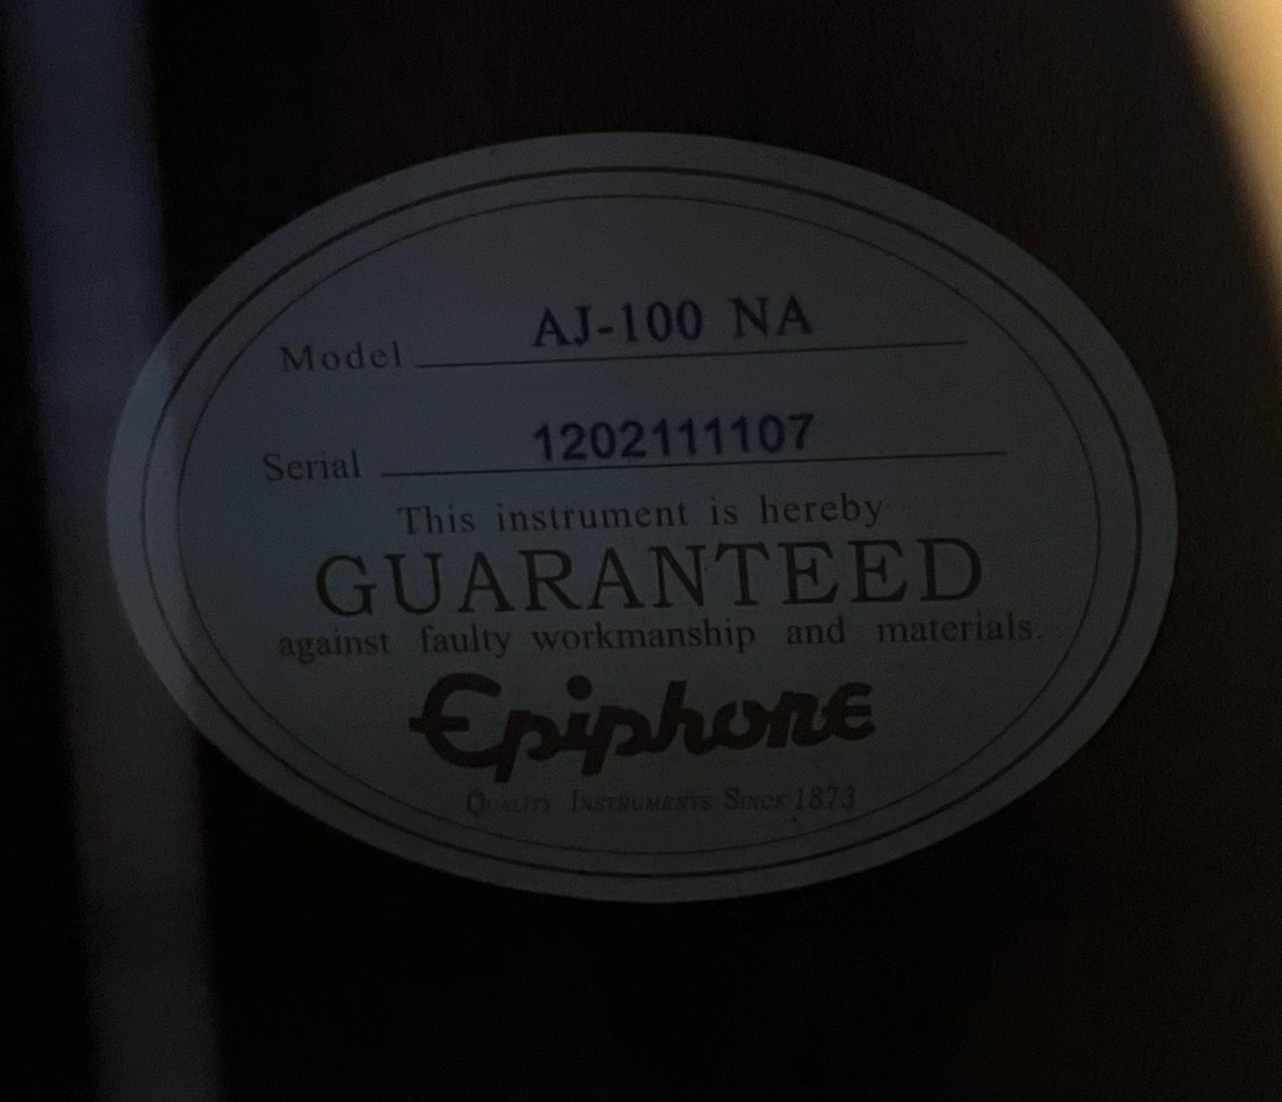 Model AJ-100 NA
Serial 1202111107
This instrument is hereby
GUARANTEED
against faulty workmanship and materials.
Epiphone
QUALITY INSTRUMENTS SINCE 1873